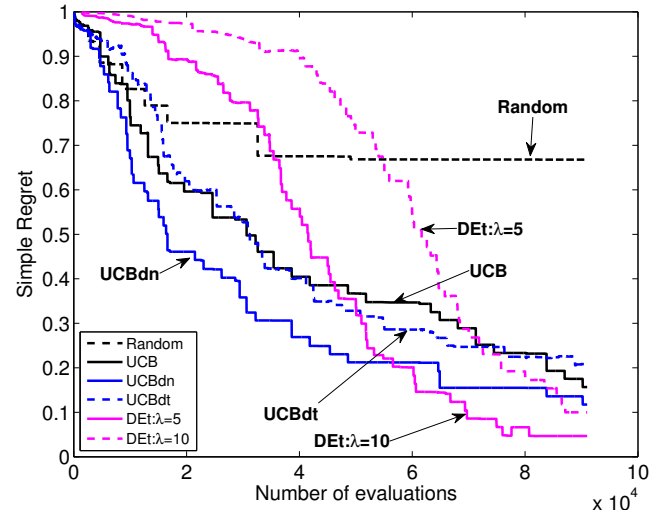 1
0.9
0.8
0.7
0.6
0.5
0.4
0.3
0.2
0.1
0
Simple Regret
Random
DEt:λ=5
UCB
UCBdn
UCBdt
DEt:λ=10
Random
UCB
UCBdn
UCBdt
DEt:λ=5
DEt:λ=10
0
2
4
6
8
10
x 10^4
Number of evaluations